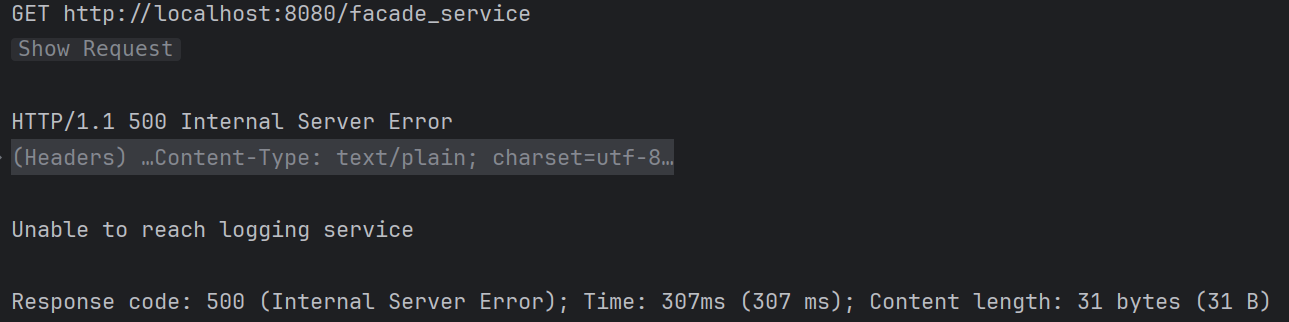 GET http://localhost:8080/facade_service
Show Request
HTTP/1.1 500 Internal Server Error
(Headers) …Content-Type: text/plain; charset=utf-8…
Unable to reach logging service
Response code: 500 (Internal Server Error); Time: 307ms (307 ms); Content length: 31 bytes (31 B)